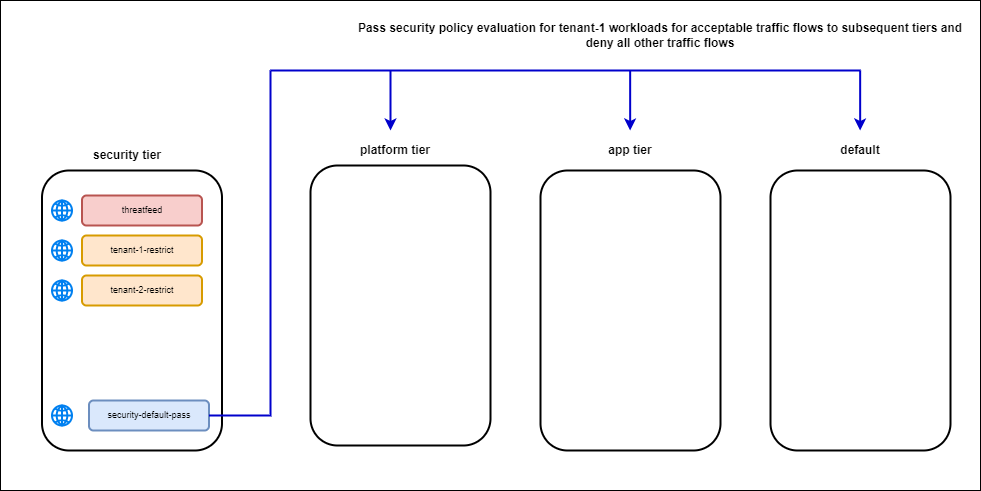 Pass security policy evaluation for tenant-1 workloads for acceptable traffic flows to subsequent tiers and
deny all other traffic flows
security tier
platform tier
app tier
default
threatfeed
tenant-1-restrict
tenant-2-restrict
security-default-pass